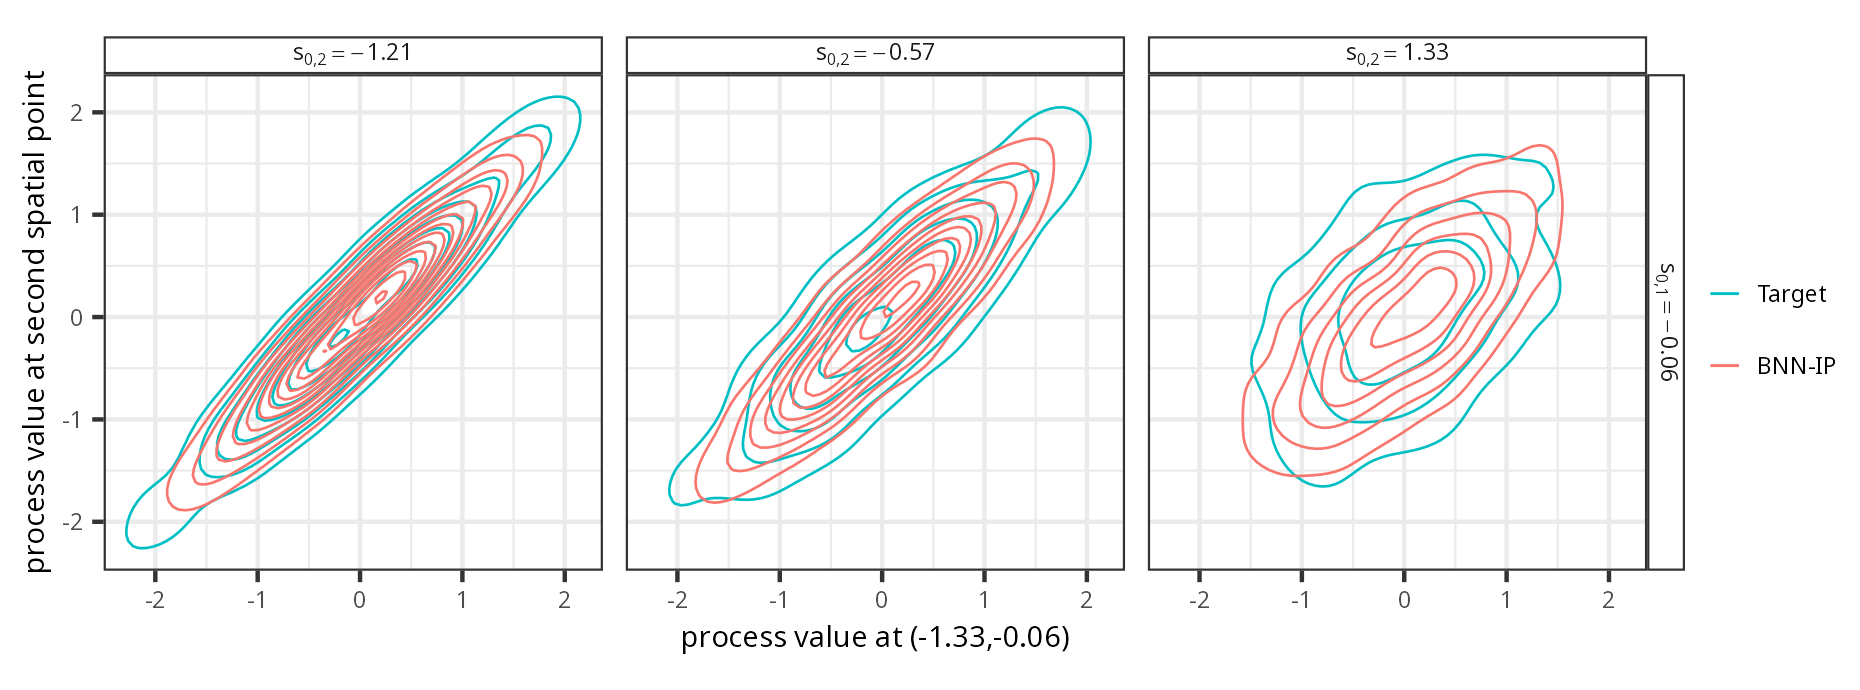 s0,2 = −1.21
s0,2 = −0.57
s0,2 = 1.33
process value at second spatial point
2
1
0
-1
-2
s0,1 = −0.06
Target
BNN-IP
-2 -1 0 1 2
-2 -1 0 1 2
-2 -1 0 1 2
process value at (-1.33,-0.06)